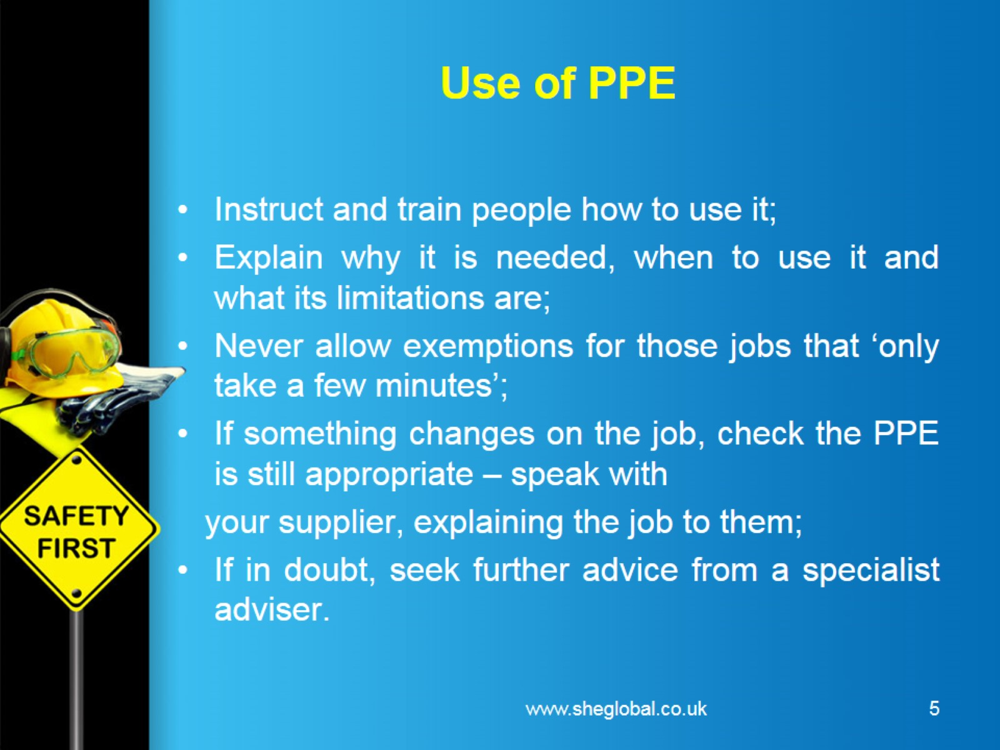 Use of PPE
• Instruct and train people how to use it;
• Explain why it is needed, when to use it and
what its limitations are;
• Never allow exemptions for those jobs that ‘only
take a few minutes’;
• If something changes on the job, check the PPE
is still appropriate – speak with
your supplier, explaining the job to them;
• If in doubt, seek further advice from a specialist
adviser.
SAFETY
FIRST
www.sheglobal.co.uk
5